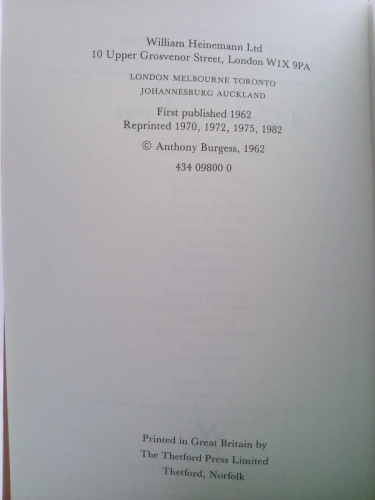 William Heinemann Ltd
10 Upper Grosvenor Street, London W1X 9PA
LONDON MELBOURNE TORONTO
JOHANNESBURG AUCKLAND
First published 1962
Reprinted 1970, 1972, 1975, 1982
© Anthony Burgess, 1962
434 09800 0
Printed in Great Britain by
The Thetford Press Limited
Thetford, Norfolk